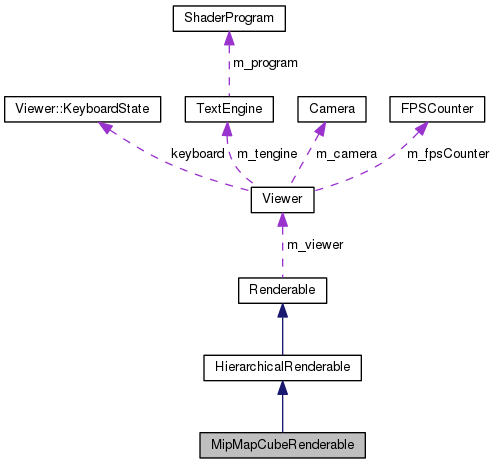 ShaderProgram
m_program
Viewer::KeyboardState
TextEngine
Camera
FPSCounter
keyboard
m_tengine
m_camera
m_fpsCounter
Viewer
m_viewer
Renderable
HierarchicalRenderable
MipMapCubeRenderable